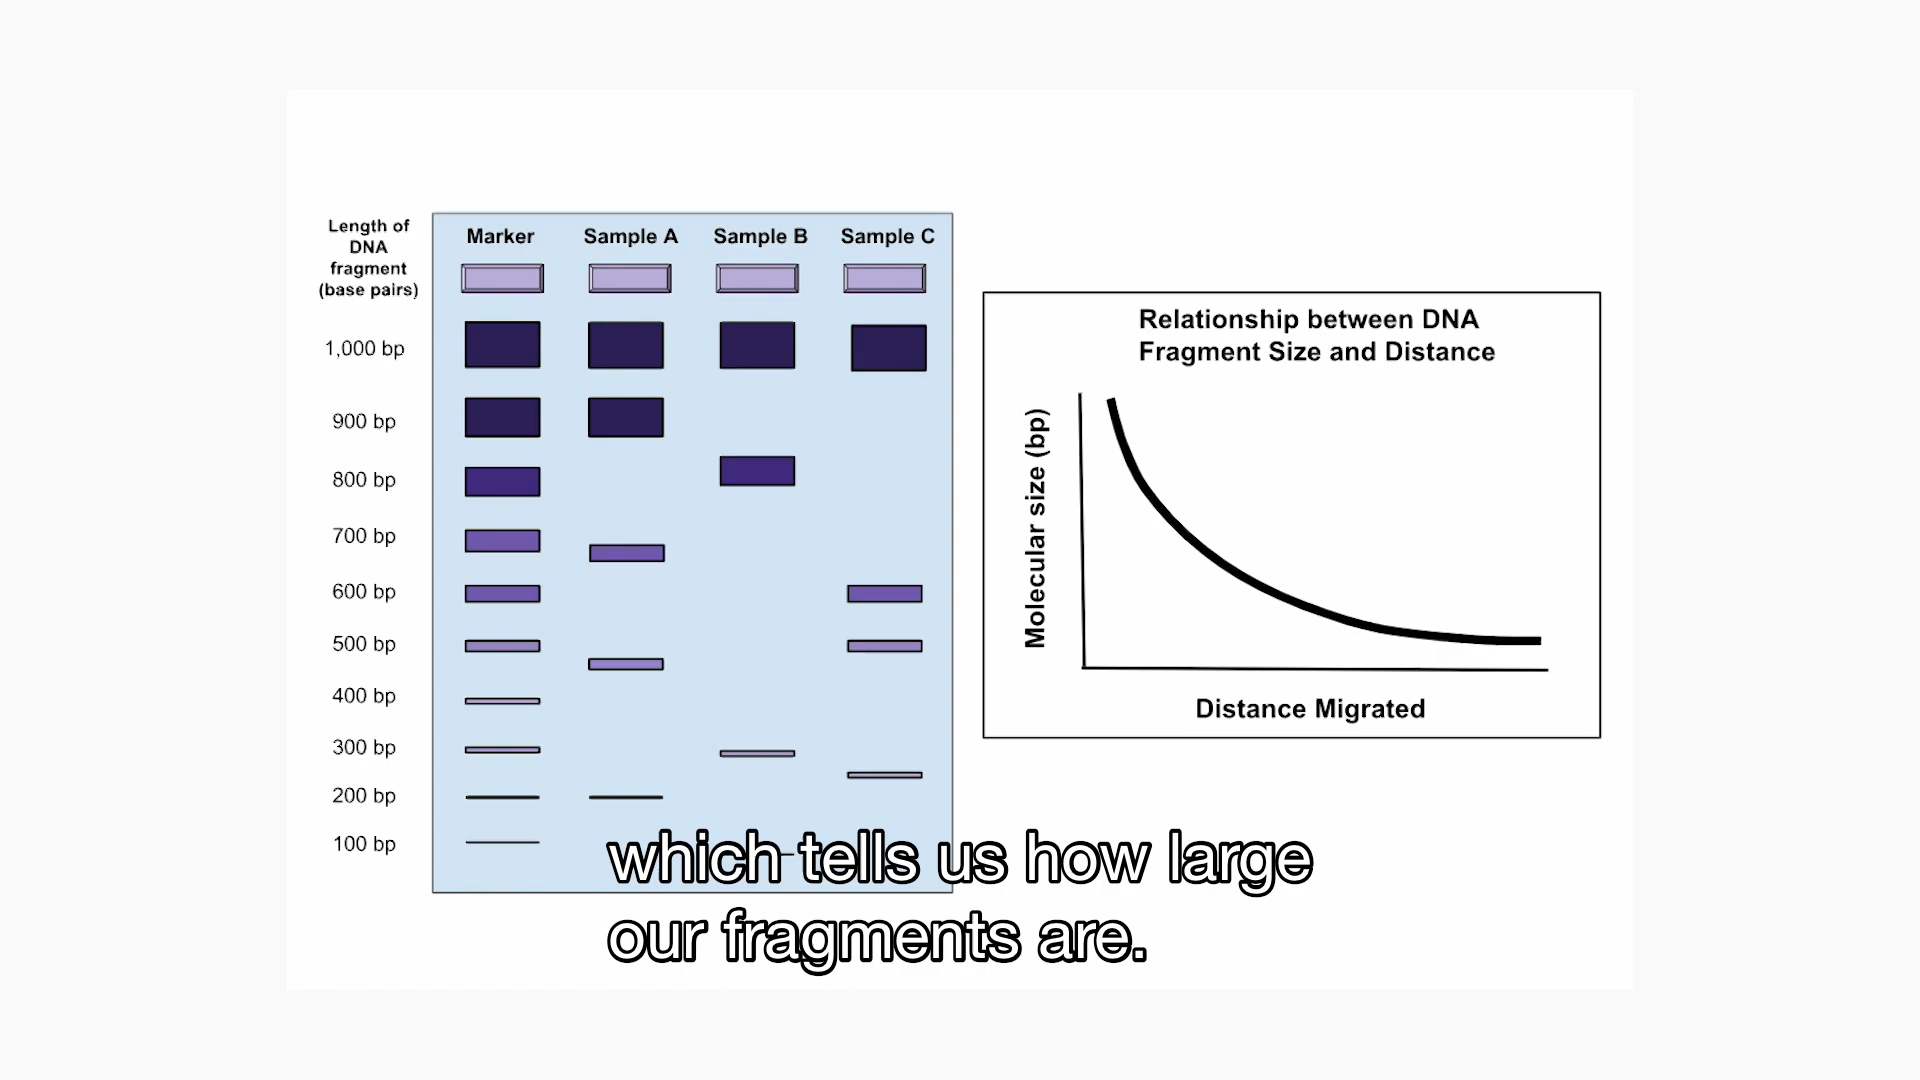 Length of
DNA
fragment
(base pairs)
Marker
Sample A
Sample B
Sample C
1,000 bp
900 bp
800 bp
700 bp
600 bp
500 bp
400 bp
300 bp
200 bp
100 bp
Relationship between DNA
Fragment Size and Distance
Molecular size (bp)
Distance Migrated
which tells us how large
our fragments are.